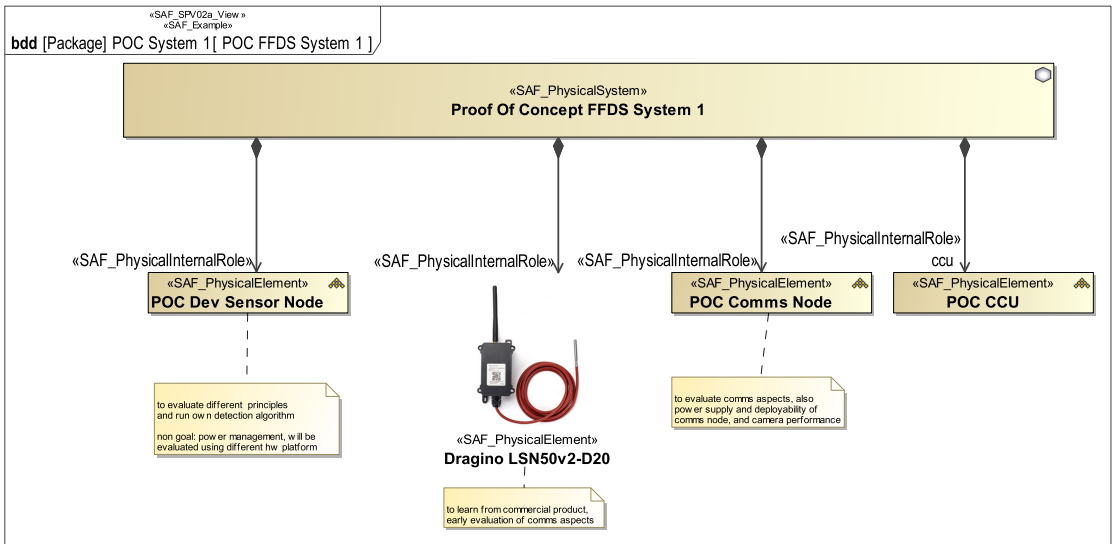 «SAF_SPV02a_View »
«SAF_Example»
bdd [Package] POC System 1[ POC FFDS System 1 ]
«SAF_PhysicalSystem»
Proof Of Concept FFDS System 1
«SAF_PhysicalInternalRole»
«SAF_PhysicalInternalRole»
«SAF_PhysicalInternalRole»
«SAF_PhysicalInternalRole»
ccu
«SAF_PhysicalElement»
POC Dev Sensor Node
«SAF_PhysicalElement»
POC Comms Node
«SAF_PhysicalElement»
POC CCU
to evaluate different principles
and run own detection algorithm
non goal: power management, will be
evaluated using different hw platform
«SAF_PhysicalElement»
Dragino LSN50v2-D20
to learn from commercial product,
early evaluation of comms aspects
to evaluate comms aspects, also
power supply and deployability of
comms node, and camera performance